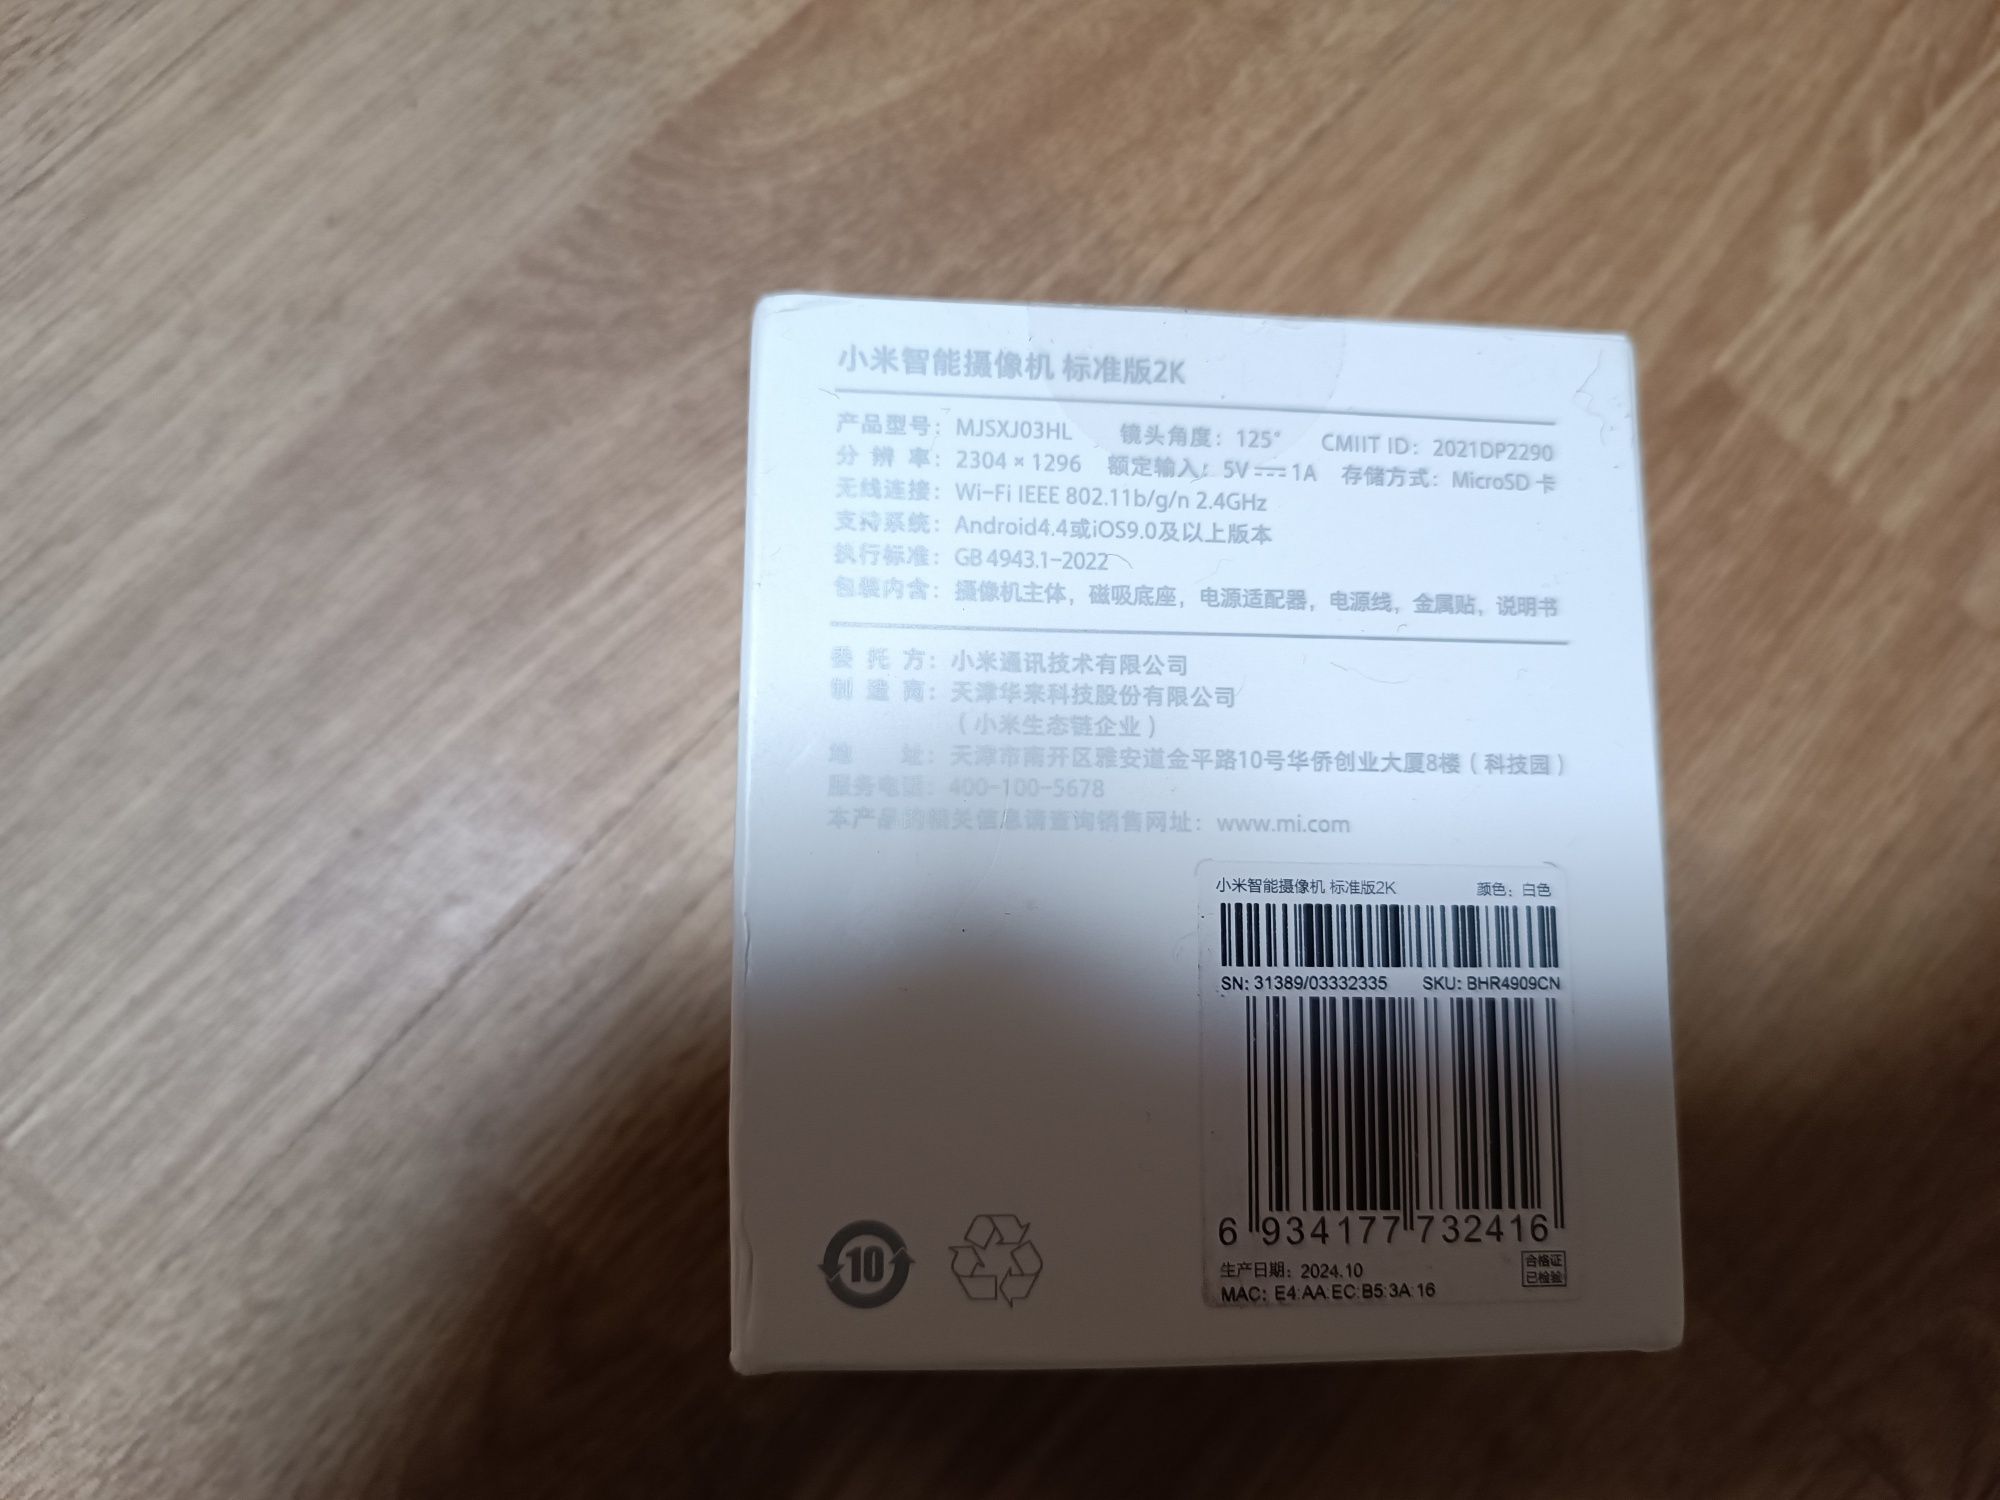 小米智能摄像机 标准版2K
产品型号：MJSXJ03HL 镜头角度：125° CMIIT ID：2021DP2290
分辨率：2304×1296 额定输入：5V⎓1A 存储方式：MicroSD卡
无线连接：Wi-Fi IEEE 802.11b/g/n 2.4GHz
支持系统：Android4.4或iOS9.0及以上版本
执行标准：GB 4943.1-2022
包装内含：摄像机主体，磁吸底座，电源适配器，电源线，金属贴，说明书
委托方：小米通讯技术有限公司
制造商：天津华来科技股份有限公司
（小米生态链企业）
地址：天津市南开区雅安道金平路10号华侨创业大厦8楼（科技园）
服务电话：400-100-5678
本产品的相关信息请查询销售网址：www.mi.com
小米智能摄像机 标准版2K 颜色：白色
SN: 31389/03332335 SKU: BHR4909CN
6 934177 732416
生产日期：2024.10
MAC: E4:AA:EC:B5:3A:16
合格证
已检验
10